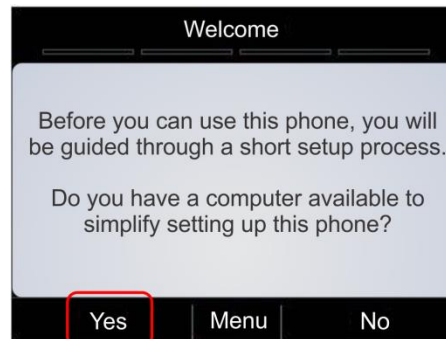 Welcome
Before you can use this phone, you will
be guided through a short setup process.
Do you have a computer available to
simplify setting up this phone?
Yes Menu No